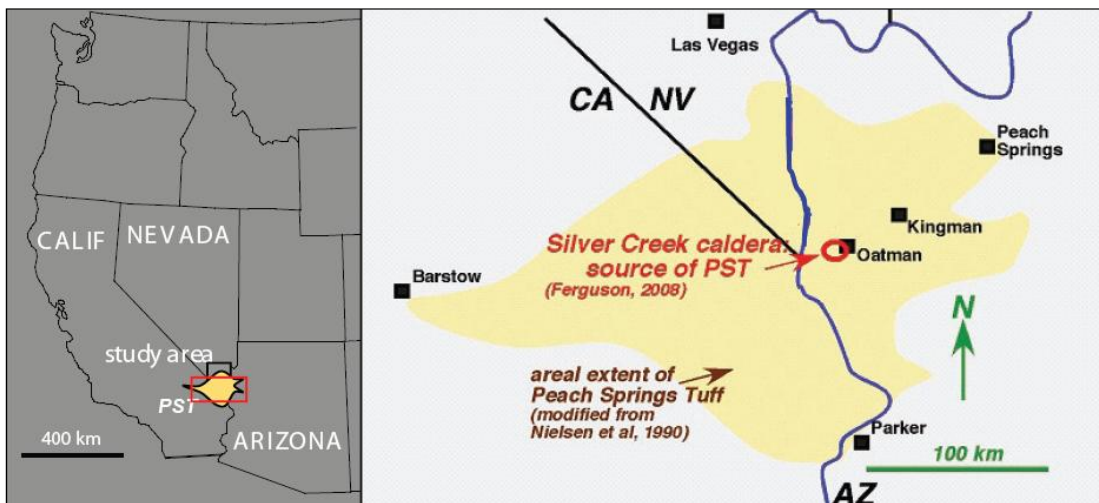 CALIF
NEVADA
study area
PST
400 km
ARIZONA
Las Vegas
CA
NV
Peach
Springs
Kingman
Silver Creek caldera:
source of PST
(Ferguson, 2008)
Oatman
Barstow
N
areal extent of
Peach Springs Tuff
(modified from
Nielsen et al, 1990)
Parker
100 km
AZ